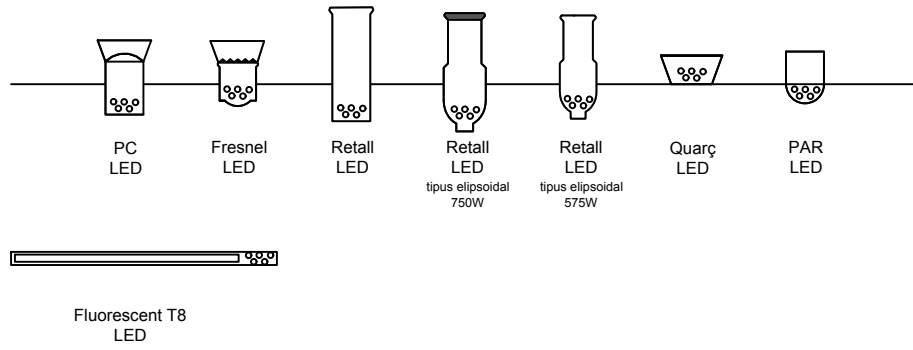 PC
LED
Fresnel
LED
Retall
LED
Retall
LED
tipus elipsoidal
750W
Retall
LED
tipus elipsoidal
575W
Quarç
LED
PAR
LED
Fluorescent T8
LED